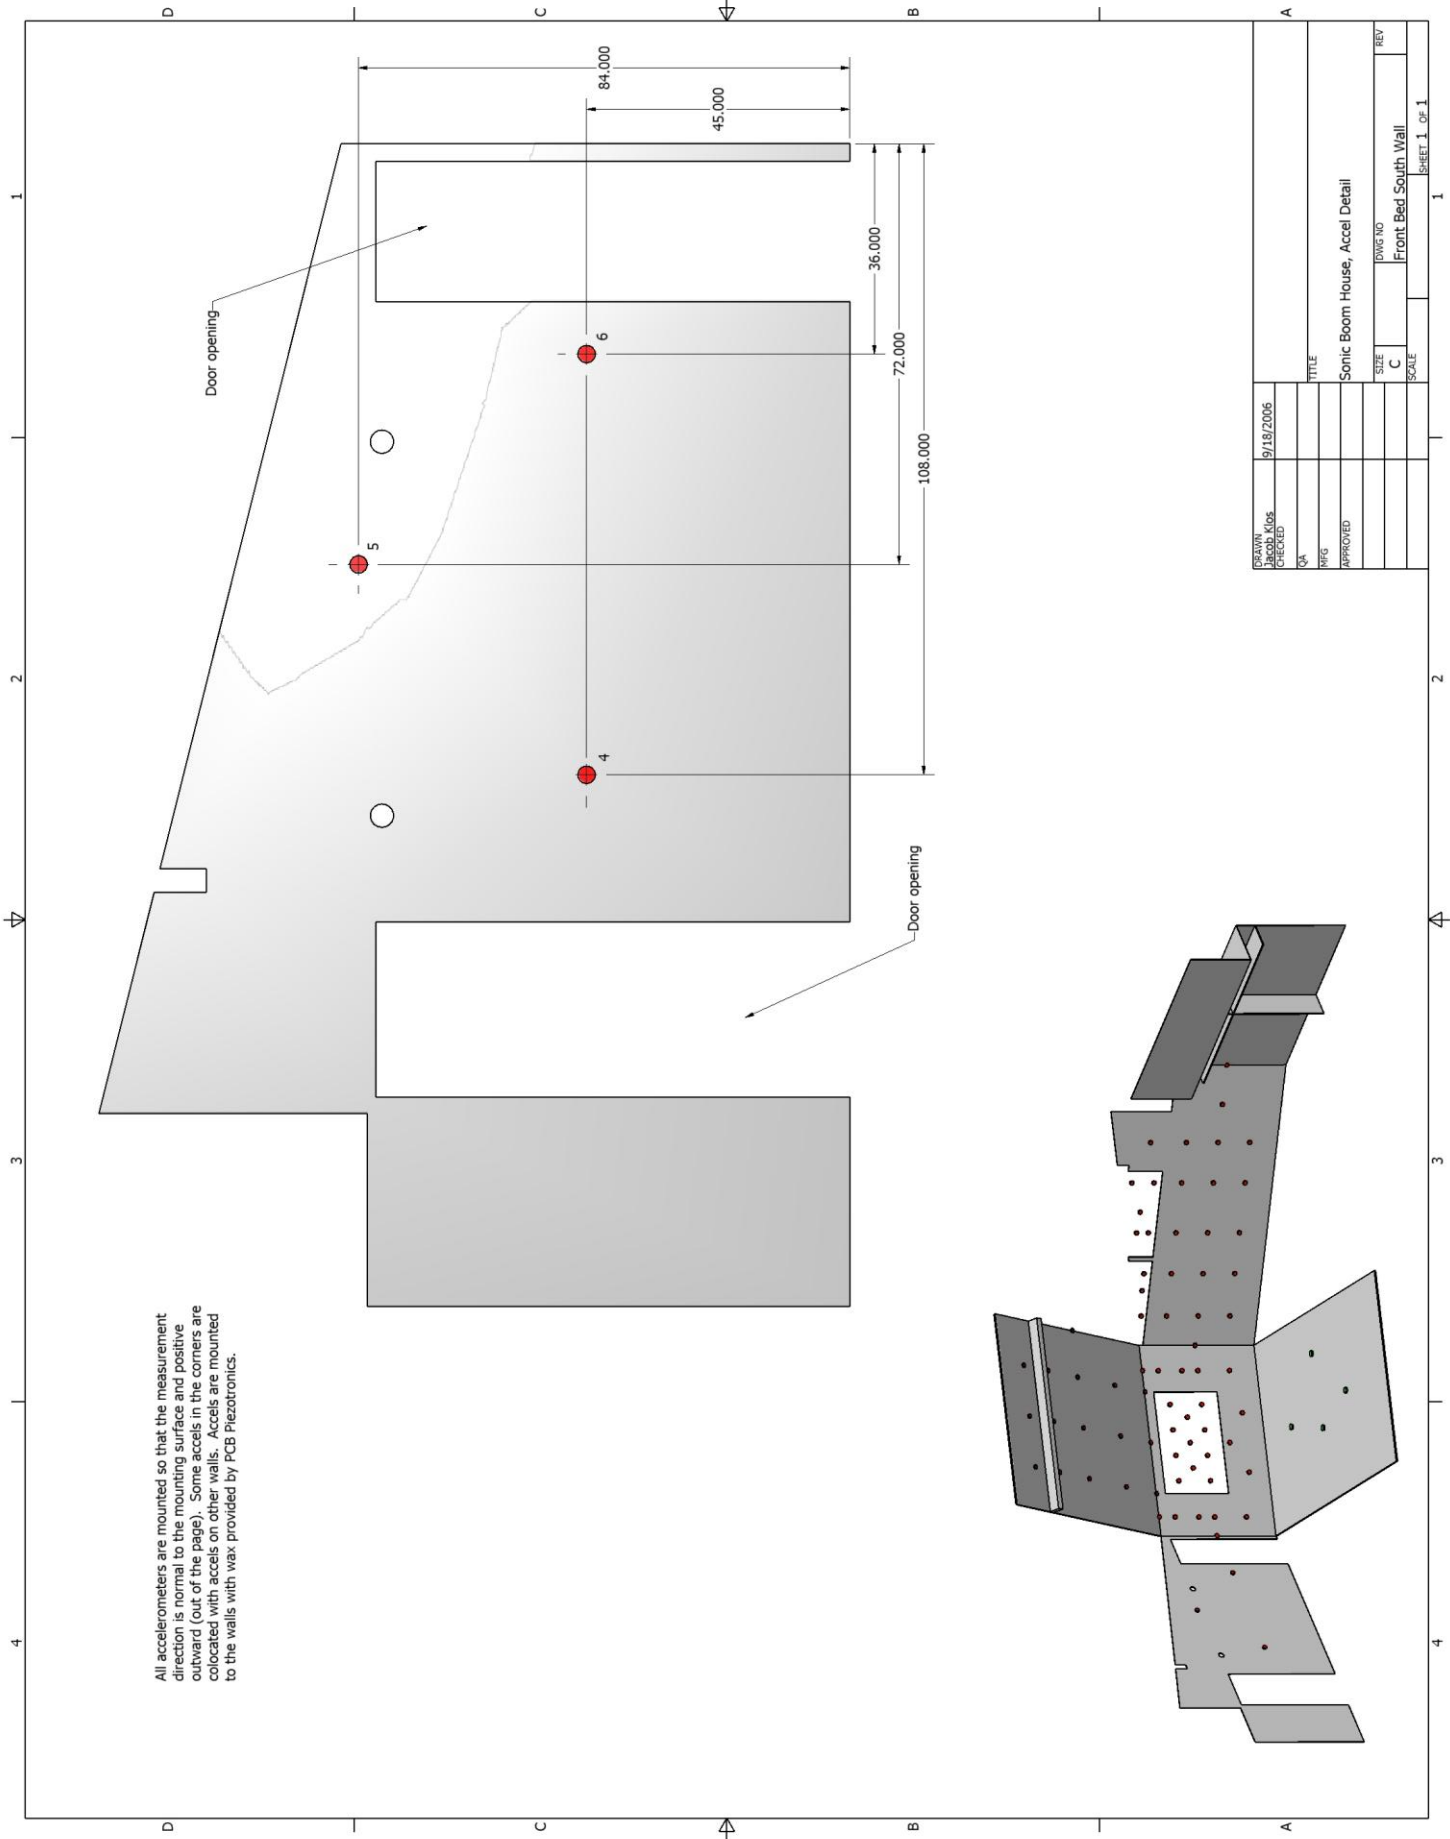 D
C
B
A
4
3
2
1
All accelerometers are mounted so that the measurement
direction is normal to the mounting surface and positive
outward (out of the page). Some accels in the corners are
colocated with accels on other walls. Accels are mounted
to the walls with wax provided by PCB Piezotronics.
Door opening
Door opening
5
4
6
84.000
45.000
36.000
72.000
108.000
DRAWN
Jacob Klos
9/18/2006
CHECKED
QA
MFG
APPROVED
TITLE
Sonic Boom House, Accel Detail
SIZE
C
DWG NO
Front Bed South Wall
REV
SCALE
SHEET 1 OF 1
4
3
2
1
D
C
B
A